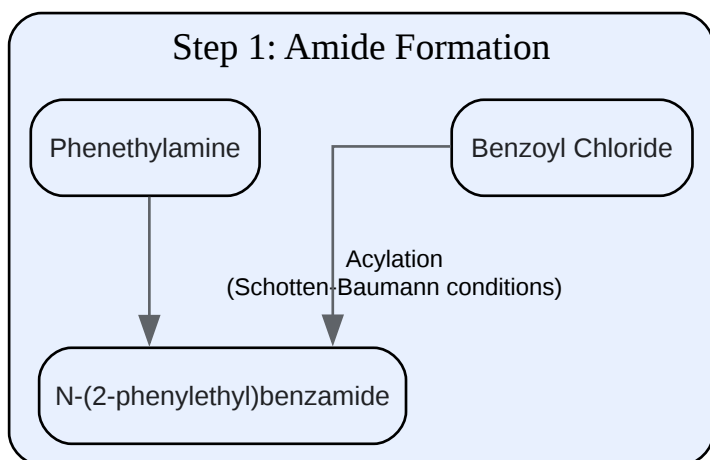 Step 1: Amide Formation
Phenethylamine
Benzoyl Chloride
Acylation
(Schotten-Baumann conditions)
N-(2-phenylethyl)benzamide